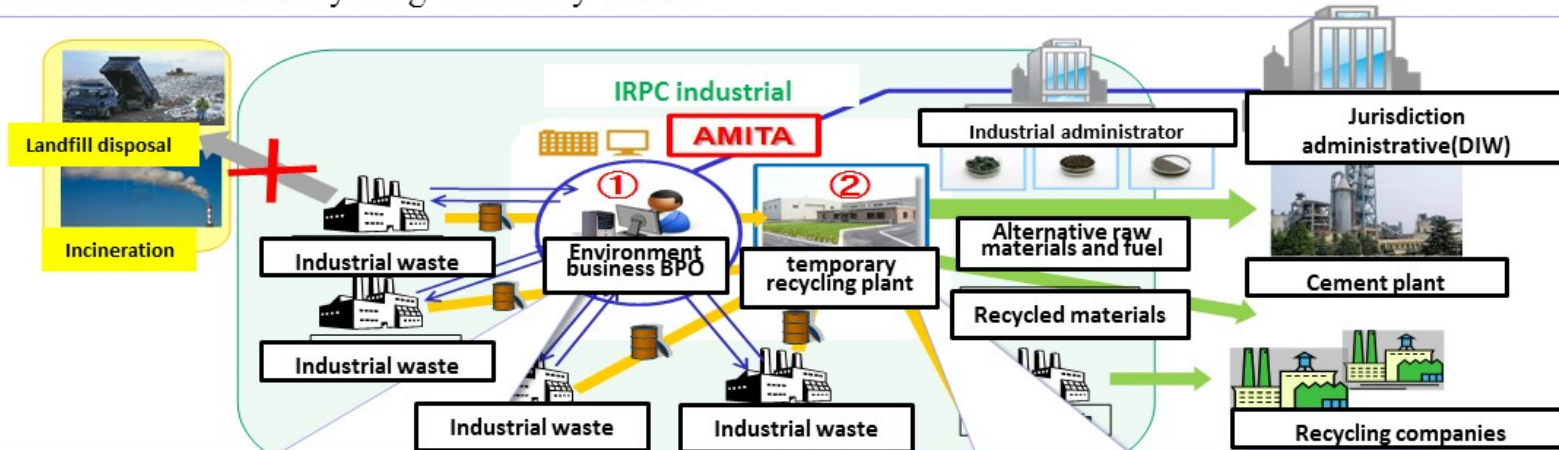 IRPC industrial
AMITA
Industrial administrator
Jurisdiction
administrative(DIW)
Landfill disposal
Incineration
①
②
Industrial waste
Environment
business BPO
temporary
recycling plant
Alternative raw
materials and fuel
Cement plant
Recycled materials
Industrial waste
Industrial waste
Industrial waste
Recycling companies